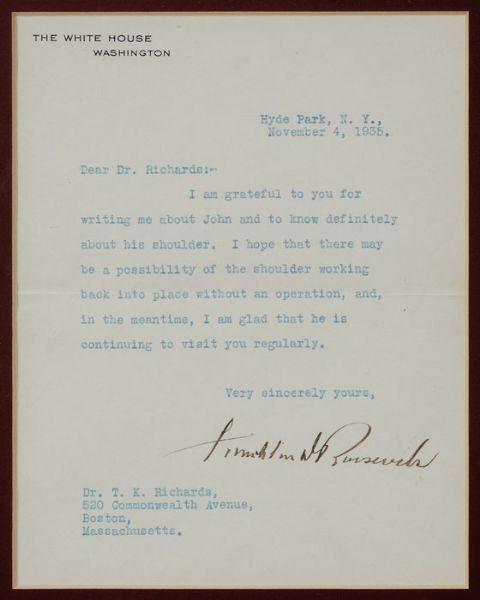 THE WHITE HOUSE
WASHINGTON
Hyde Park, N. Y.,
November 4, 1935.
Dear Dr. Richards:-
I am grateful to you for
writing me about John and to know definitely
about his shoulder. I hope that there may
be a possibility of the shoulder working
back into place without an operation, and,
in the meantime, I am glad that he is
continuing to visit you regularly.
Very sincerely yours,
Franklin D Roosevelt
Dr. T. K. Richards,
520 Commonwealth Avenue,
Boston,
Massachusetts.